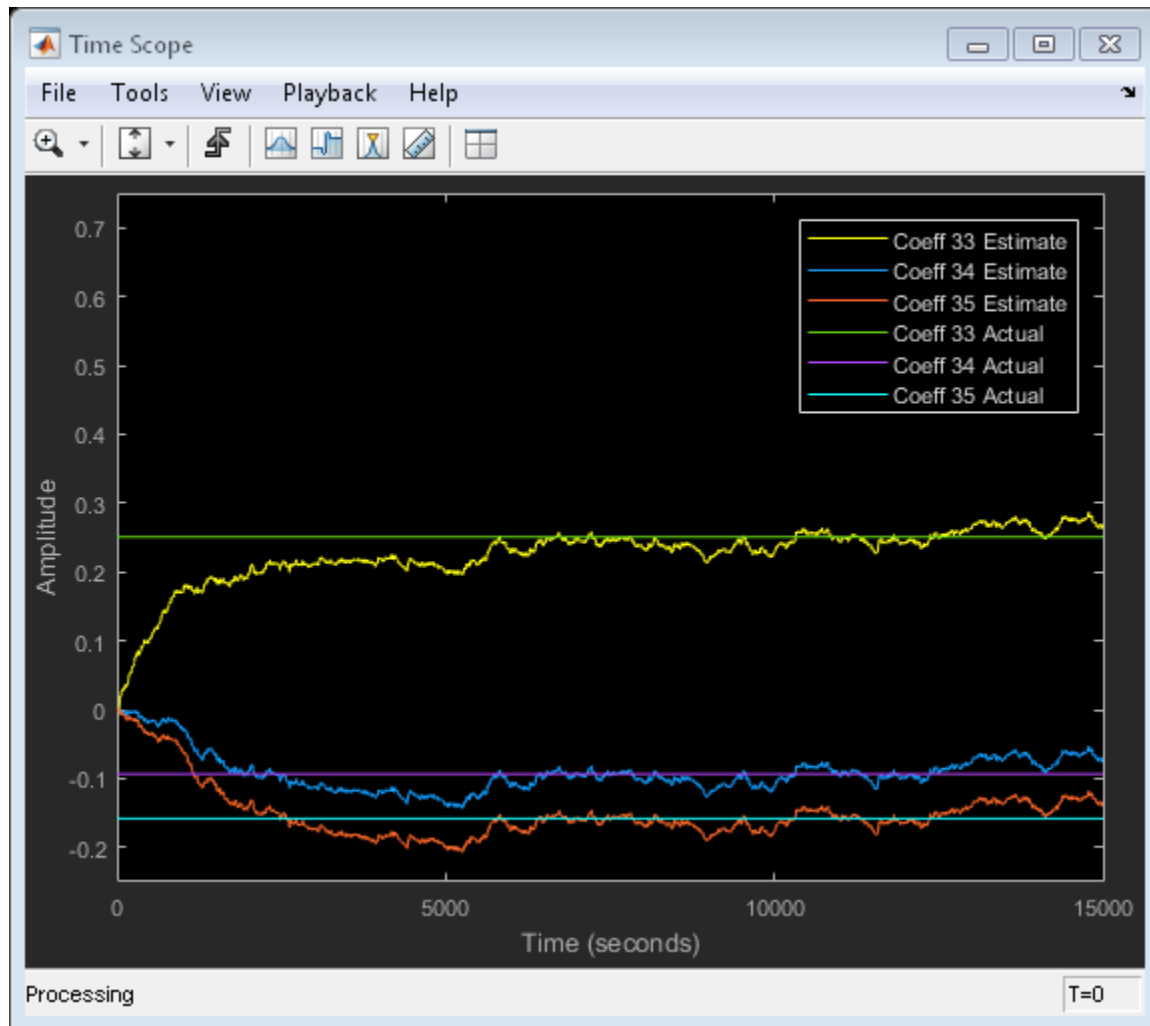 Time Scope
File Tools View Playback Help
0.7
0.6
0.5
0.4
0.3
0.2
0.1
0
-0.1
-0.2
Amplitude
Coeff 33 Estimate
Coeff 34 Estimate
Coeff 35 Estimate
Coeff 33 Actual
Coeff 34 Actual
Coeff 35 Actual
0 5000 10000 15000
Time (seconds)
Processing T=0